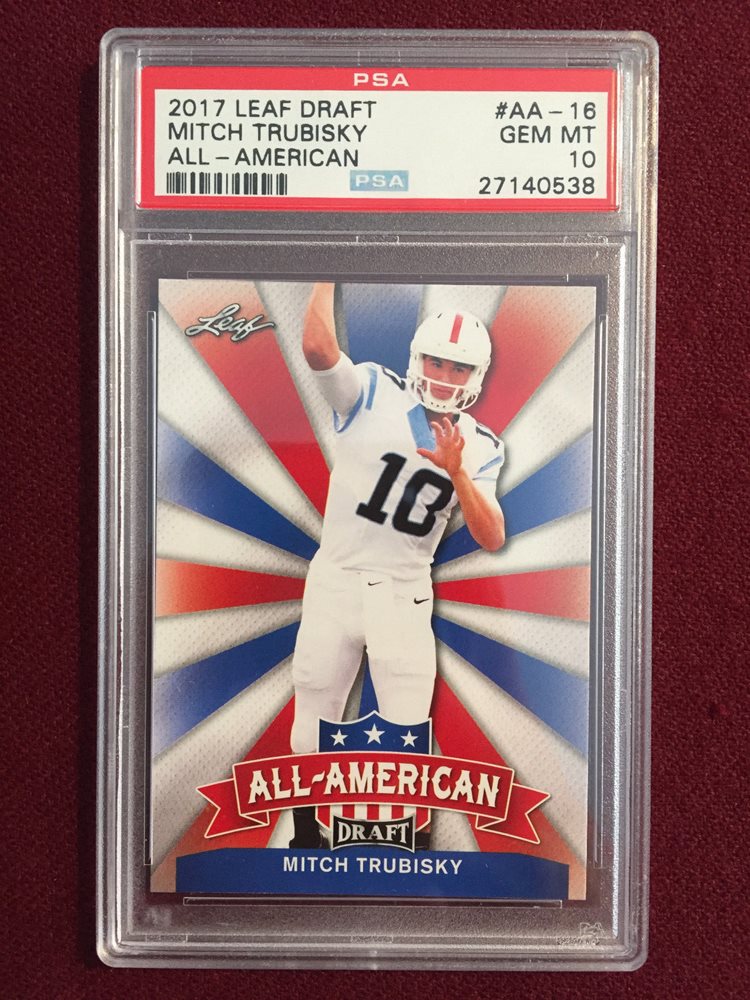 PSA
2017 LEAF DRAFT #AA-16
MITCH TRUBISKY GEM MT
ALL-AMERICAN 10
PSA 27140538
Leaf
10
10
ALL-AMERICAN
DRAFT
MITCH TRUBISKY